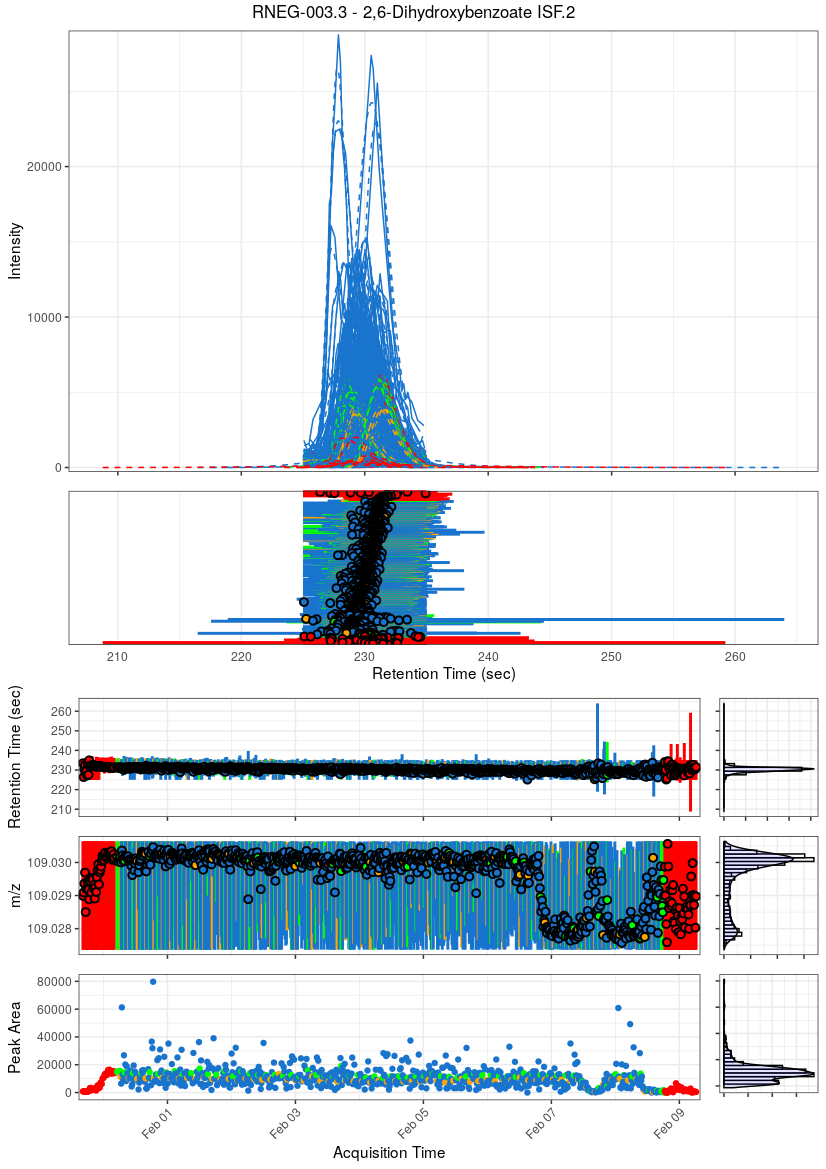 RNEG-003.3 - 2,6-Dihydroxybenzoate ISF.2
20000
10000
0
Intensity
210 220 230 240 250 260
Retention Time (sec)
260
250
240
230
220
210
Retention Time (sec)
109.030
109.029
109.028
m/z
80000
60000
40000
20000
0
Peak Area
Feb 01 Feb 03 Feb 05 Feb 07 Feb 09
Acquisition Time